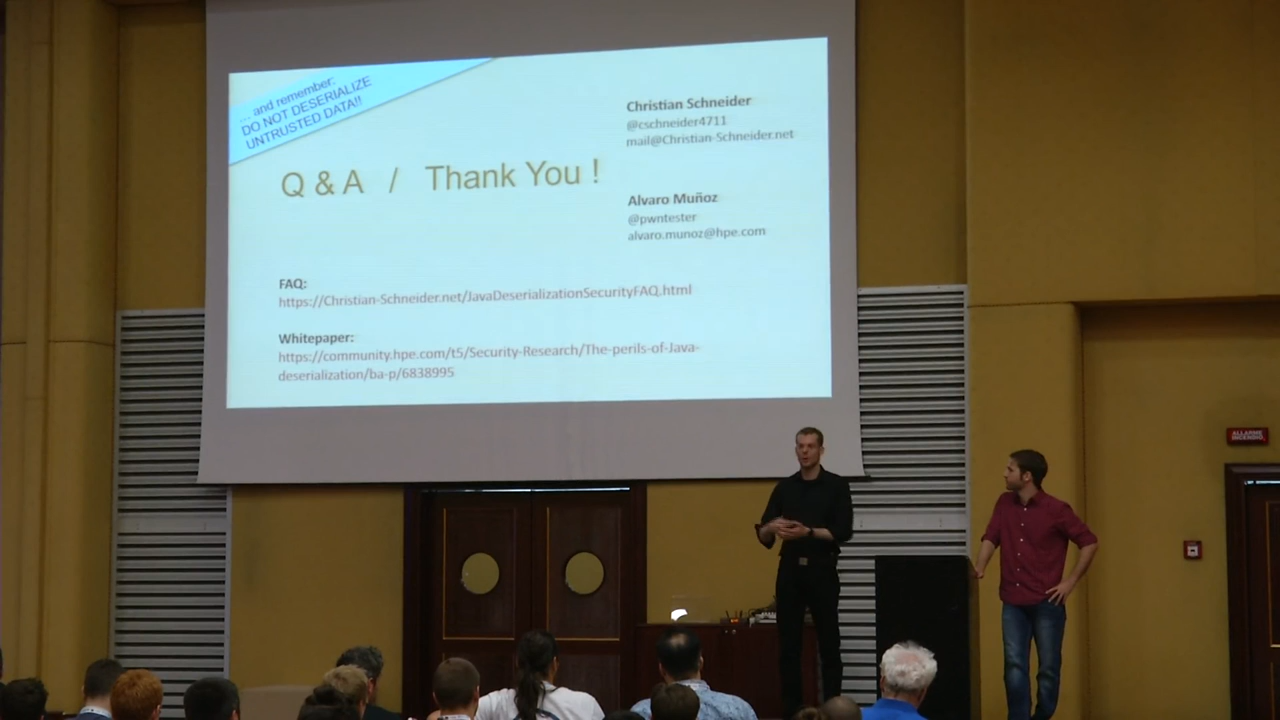 ... and remember:
DO NOT DESERIALIZE
UNTRUSTED DATA!!
Christian Schneider
@cschneider4711
mail@Christian-Schneider.net
Q & A / Thank You !
Alvaro Muñoz
@pwntester
alvaro.munoz@hpe.com
FAQ:
https://Christian-Schneider.net/JavaDeserializationSecurityFAQ.html
Whitepaper:
https://community.hpe.com/t5/Security-Research/The-perils-of-Java-
deserialization/ba-p/6838995
ALLARME
INCENDIO